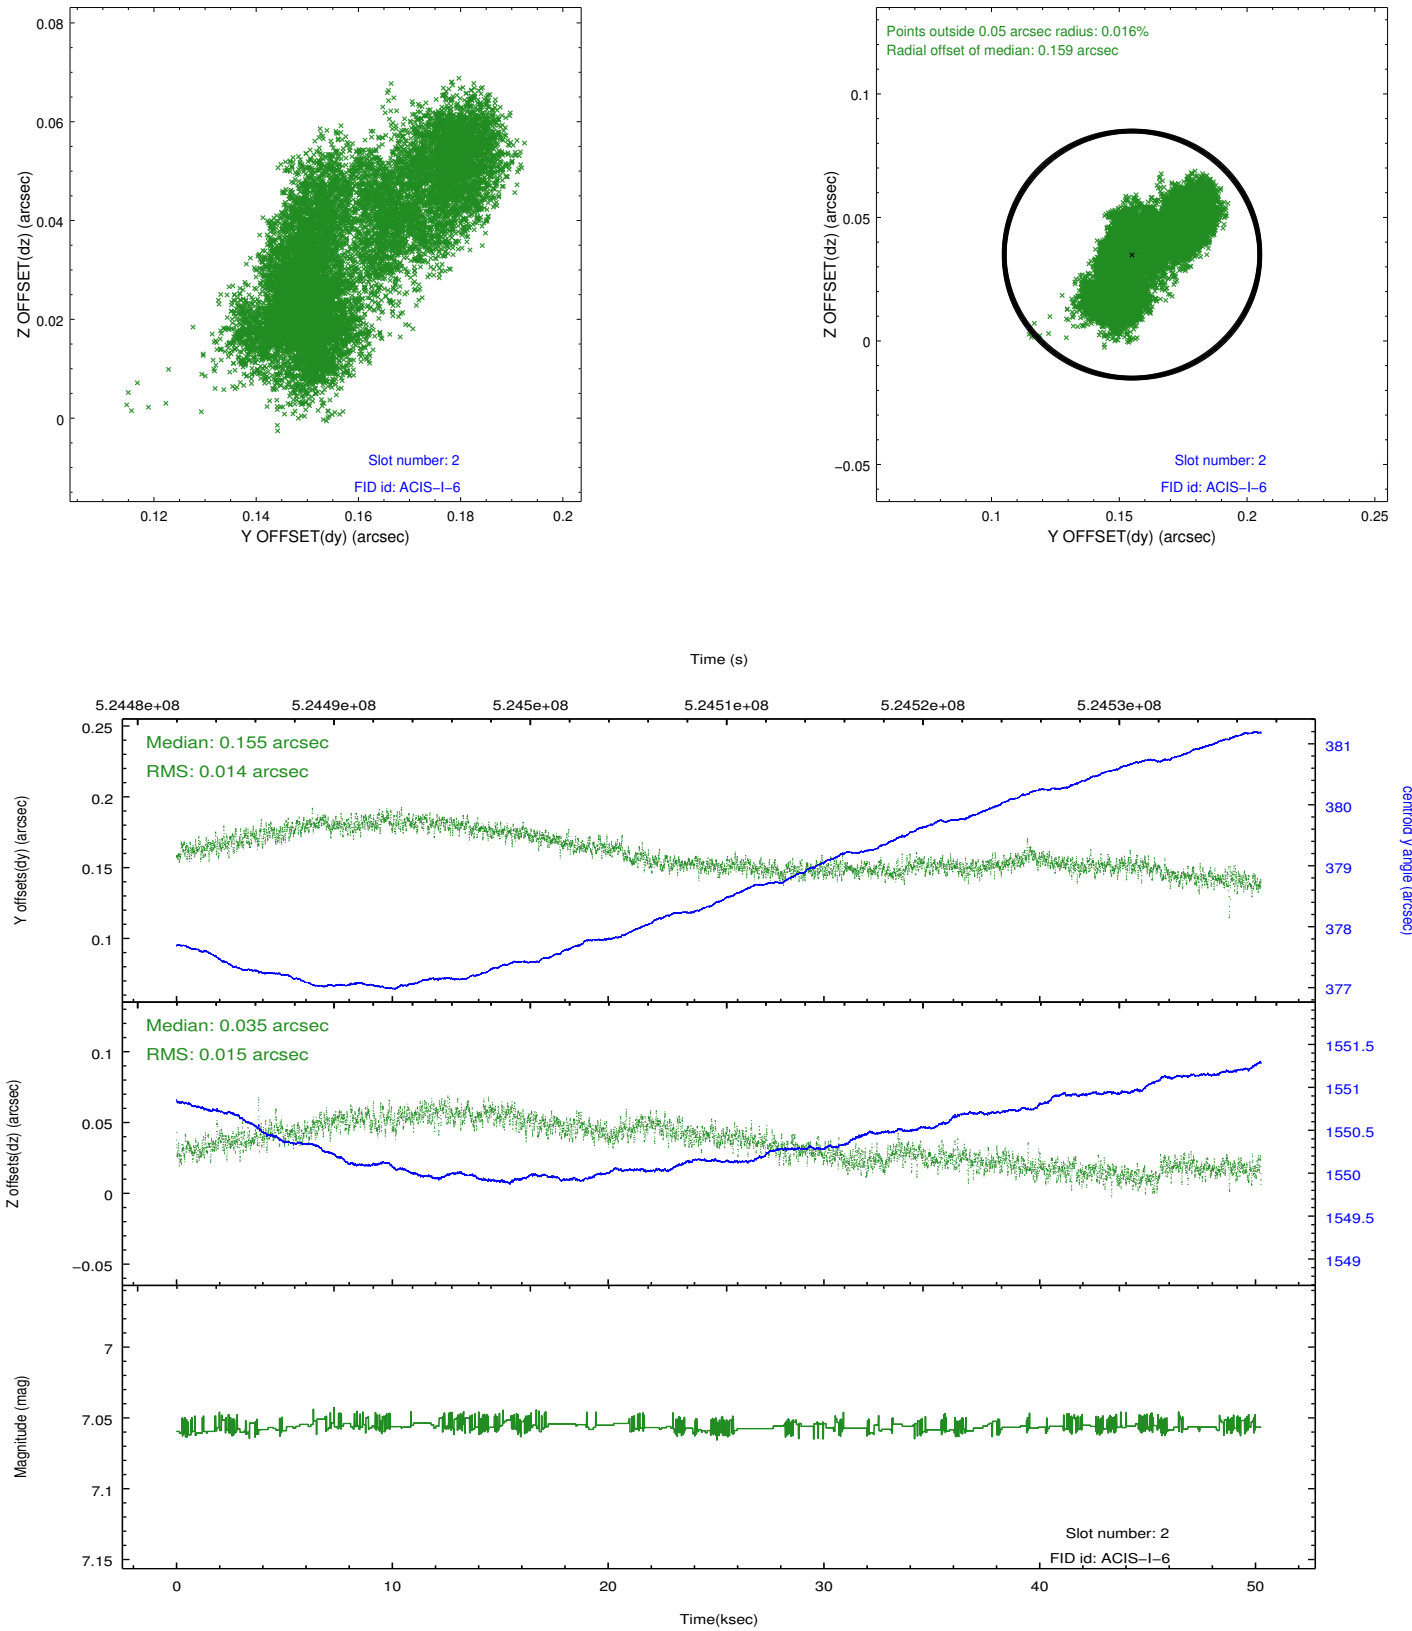 0.08
0.06
0.04
0.02
0
Z OFFSET(dz) (arcsec)
Slot number: 2
FID id: ACIS−I−6
0.12 0.14 0.16 0.18 0.2
Y OFFSET(dy) (arcsec)
Points outside 0.05 arcsec radius: 0.016%
Radial offset of median: 0.159 arcsec
0.1
0.05
0
−0.05
Z OFFSET(dz) (arcsec)
Slot number: 2
FID id: ACIS−I−6
0.1 0.15 0.2 0.25
Y OFFSET(dy) (arcsec)
Time (s)
5.2448e+08 5.2449e+08 5.245e+08 5.2451e+08 5.2452e+08 5.2453e+08
0.25
0.2
0.15
0.1
Y offsets(dy) (arcsec)
Median: 0.155 arcsec
RMS: 0.014 arcsec
381
380
379
378
377
centroid y angle (arcsec)
0.1
0.05
0
−0.05
Z offsets(dz) (arcsec)
Median: 0.035 arcsec
RMS: 0.015 arcsec
1551.5
1551
1550.5
1550
1549.5
1549
7
7.05
7.1
7.15
Magnitude (mag)
Slot number: 2
FID id: ACIS−I−6
0 10 20 30 40 50
Time(ksec)